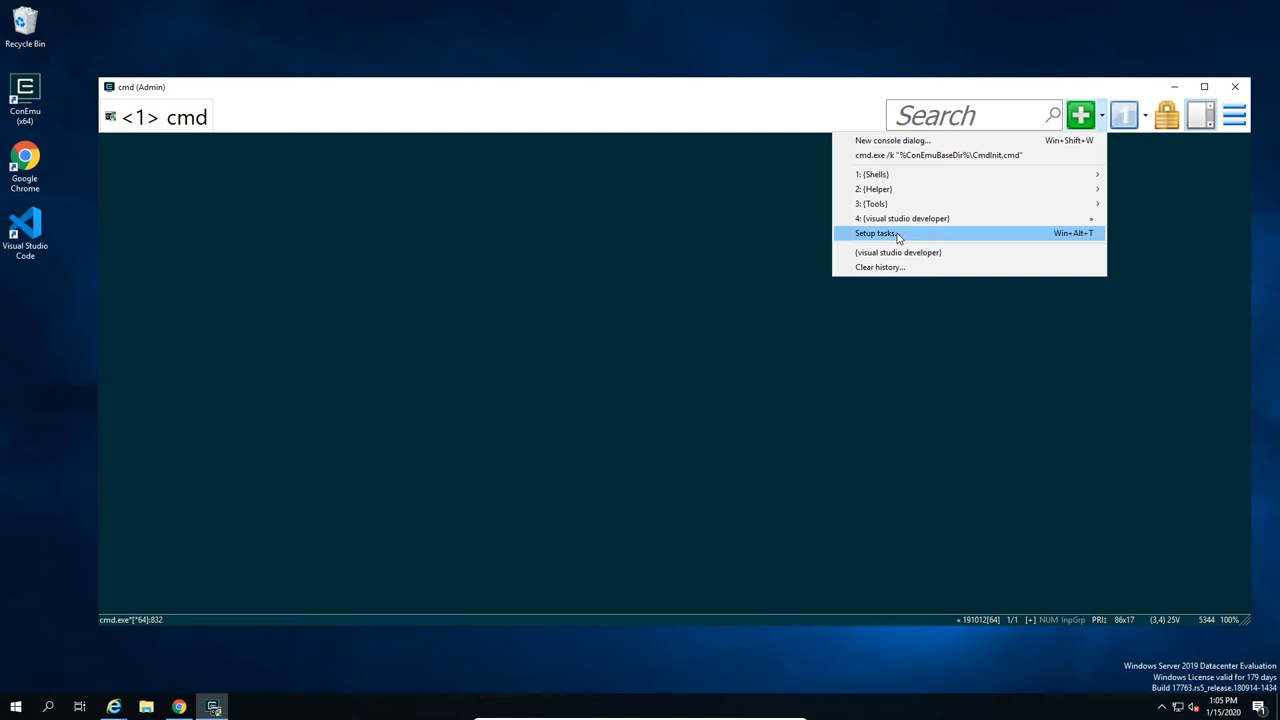 Recycle Bin
ConEmu
(x64)
Google
Chrome
Visual Studio
Code
cmd (Admin)
<1> cmd
Search
1
New console dialog... Win+Shift+W
cmd.exe /k "%ConEmuBaseDir%\CmdInit.cmd"
1: {Shells}
2: {Helper}
3: {Tools}
4: {visual studio developer} »
Setup tasks... Win+Alt+T
{visual studio developer}
Clear history...
cmd.exe*[*64]:832
« 191012[64] 1/1 [+] NUM InpGrp PRI↕ 86x17 (3,4) 25V 5344 100%
Windows Server 2019 Datacenter Evaluation
Windows License valid for 179 days
Build 17763.rs5_release.180914-1434
1:05 PM
1/15/2020
1